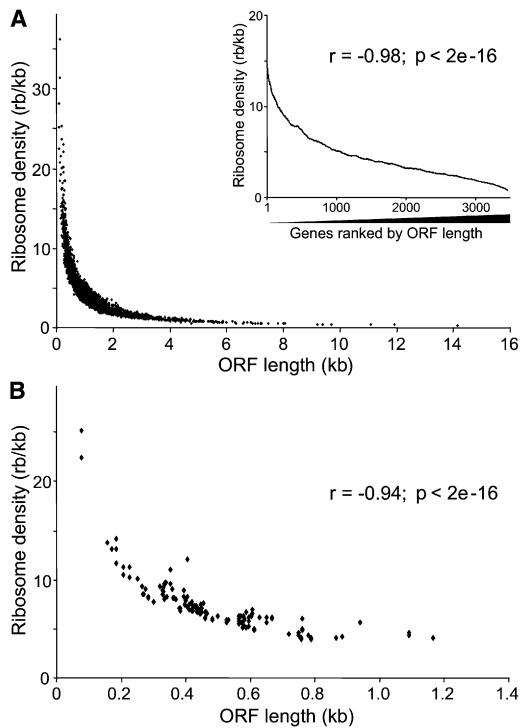 A
Ribosome density (rb/kb)
30
20
10
0
0 2 4 6 8 10 12 14 16
ORF length (kb)
Ribosome density (rb/kb)
20
10
0
r = -0.98; p < 2e-16
1 1000 2000 3000
Genes ranked by ORF length
B
Ribosome density (rb/kb)
20
10
0
r = -0.94; p < 2e-16
0 0.2 0.4 0.6 0.8 1.0 1.2 1.4
ORF length (kb)